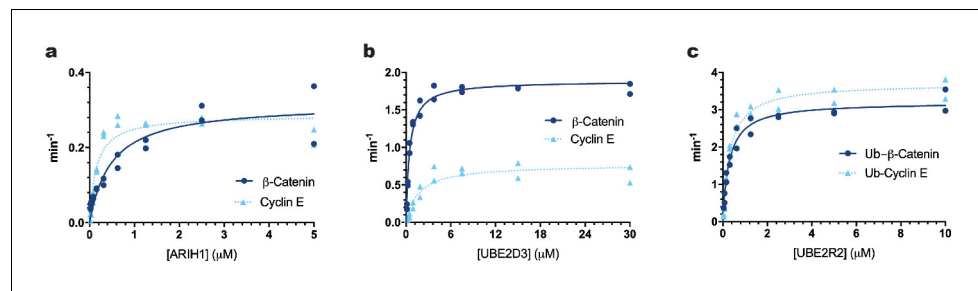 a
0.4
0.2
0.0
min-1
0 1 2 3 4 5
[ARIH1] (μM)
β-Catenin
Cyclin E
b
2.0
1.5
1.0
0.5
0.0
min-1
0 6 12 18 24 30
[UBE2D3] (μM)
β-Catenin
Cyclin E
c
4
3
2
1
0
min-1
0 2 4 6 8 10
[UBE2R2] (μM)
Ub-β-Catenin
Ub-Cyclin E